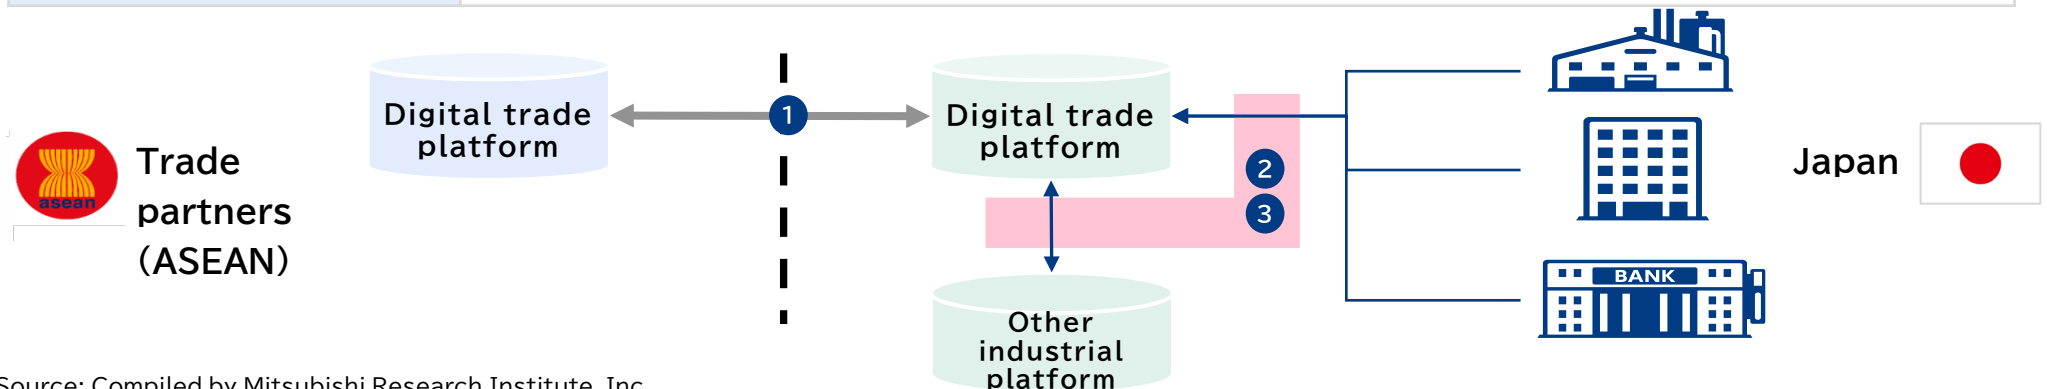 Digital trade
platform
1
Digital trade
platform
2
3
Trade
partners
(ASEAN)
asean
Japan
BANK
Other
industrial
platform
Source: Compiled by Mitsubishi Research Institute, Inc